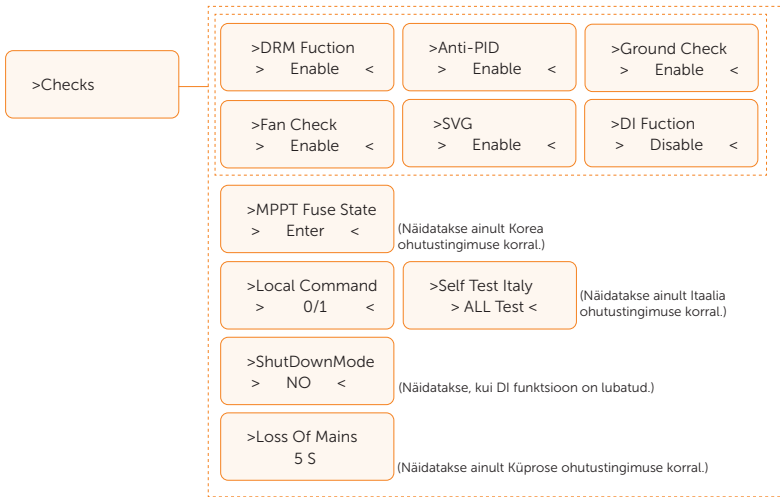 >Checks
>DRM Fuction
> Enable <
>Anti-PID
> Enable <
>Ground Check
> Enable <
>Fan Check
> Enable <
>SVG
> Enable <
>DI Fuction
> Disable <
>MPPT Fuse State
> Enter <
(Näidatakse ainult Korea
ohutustingimuse korral.)
>Local Command
> 0/1 <
>Self Test Italy
> ALL Test <
(Näidatakse ainult Itaalia
ohutustingimuse korral.)
>ShutDownMode
> NO <
(Näidatakse, kui DI funktsioon on lubatud.)
>Loss Of Mains
5 S
(Näidatakse ainult Küprose ohutustingimuse korral.)